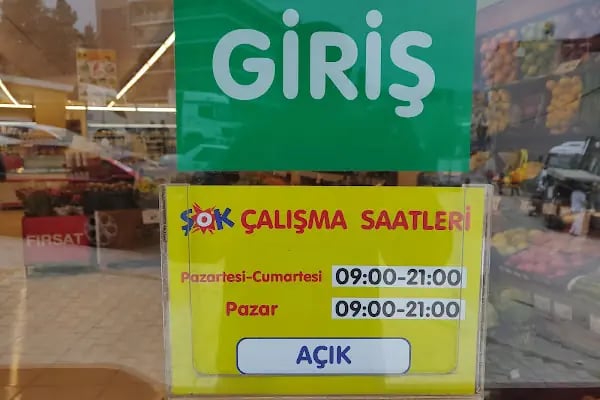 GİRİŞ
ŞOK ÇALIŞMA SAATLERİ
Pazartesi-Cumartesi 09:00-21:00
Pazar 09:00-21:00
AÇIK
FIRSAT